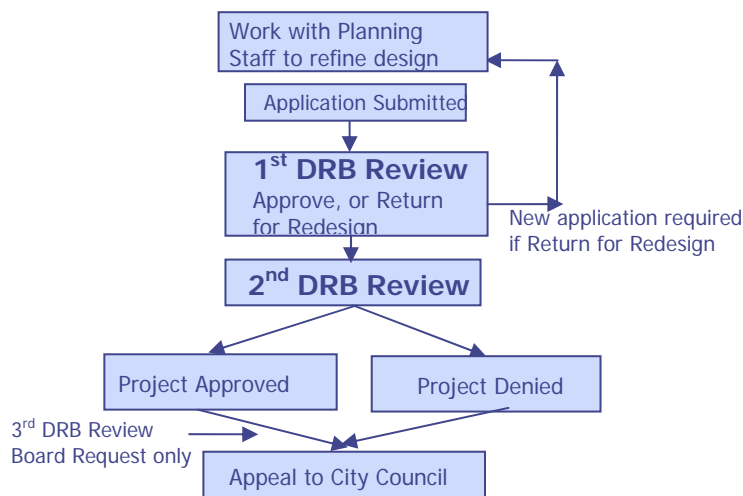 Work with Planning
Staff to refine design
Application Submitted
1st DRB Review
Approve, or Return
for Redesign
New application required
if Return for Redesign
2nd DRB Review
Project Approved
Project Denied
3rd DRB Review
Board Request only
Appeal to City Council